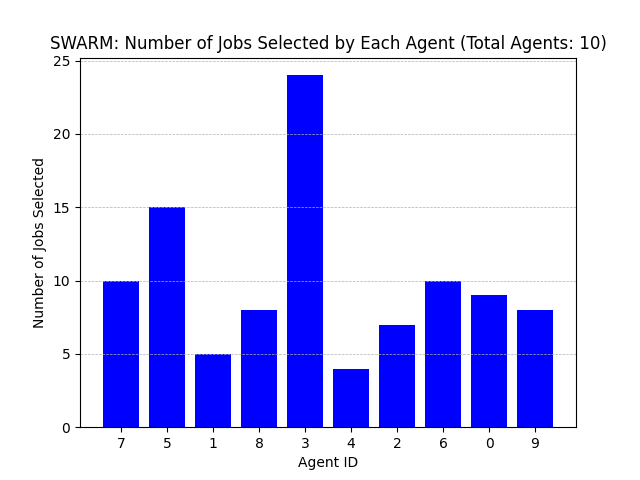 SWARM: Number of Jobs Selected by Each Agent (Total Agents: 10)
25
20
15
10
5
0
Number of Jobs Selected
7 5 1 8 3 4 2 6 0 9
Agent ID